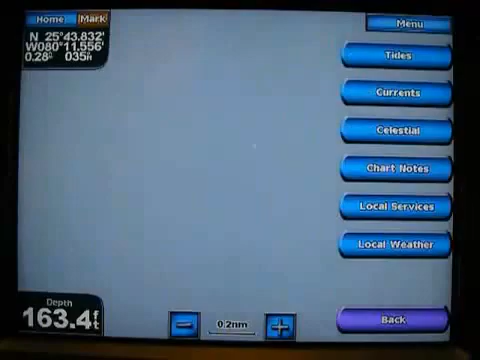 Home Mark
Menu
N 25°43.832'
W080°11.556'
0.28 035
Tides
Currents
Celestial
Chart Notes
Local Services
Local Weather
Back
Depth
163.4 ft
0.2nm